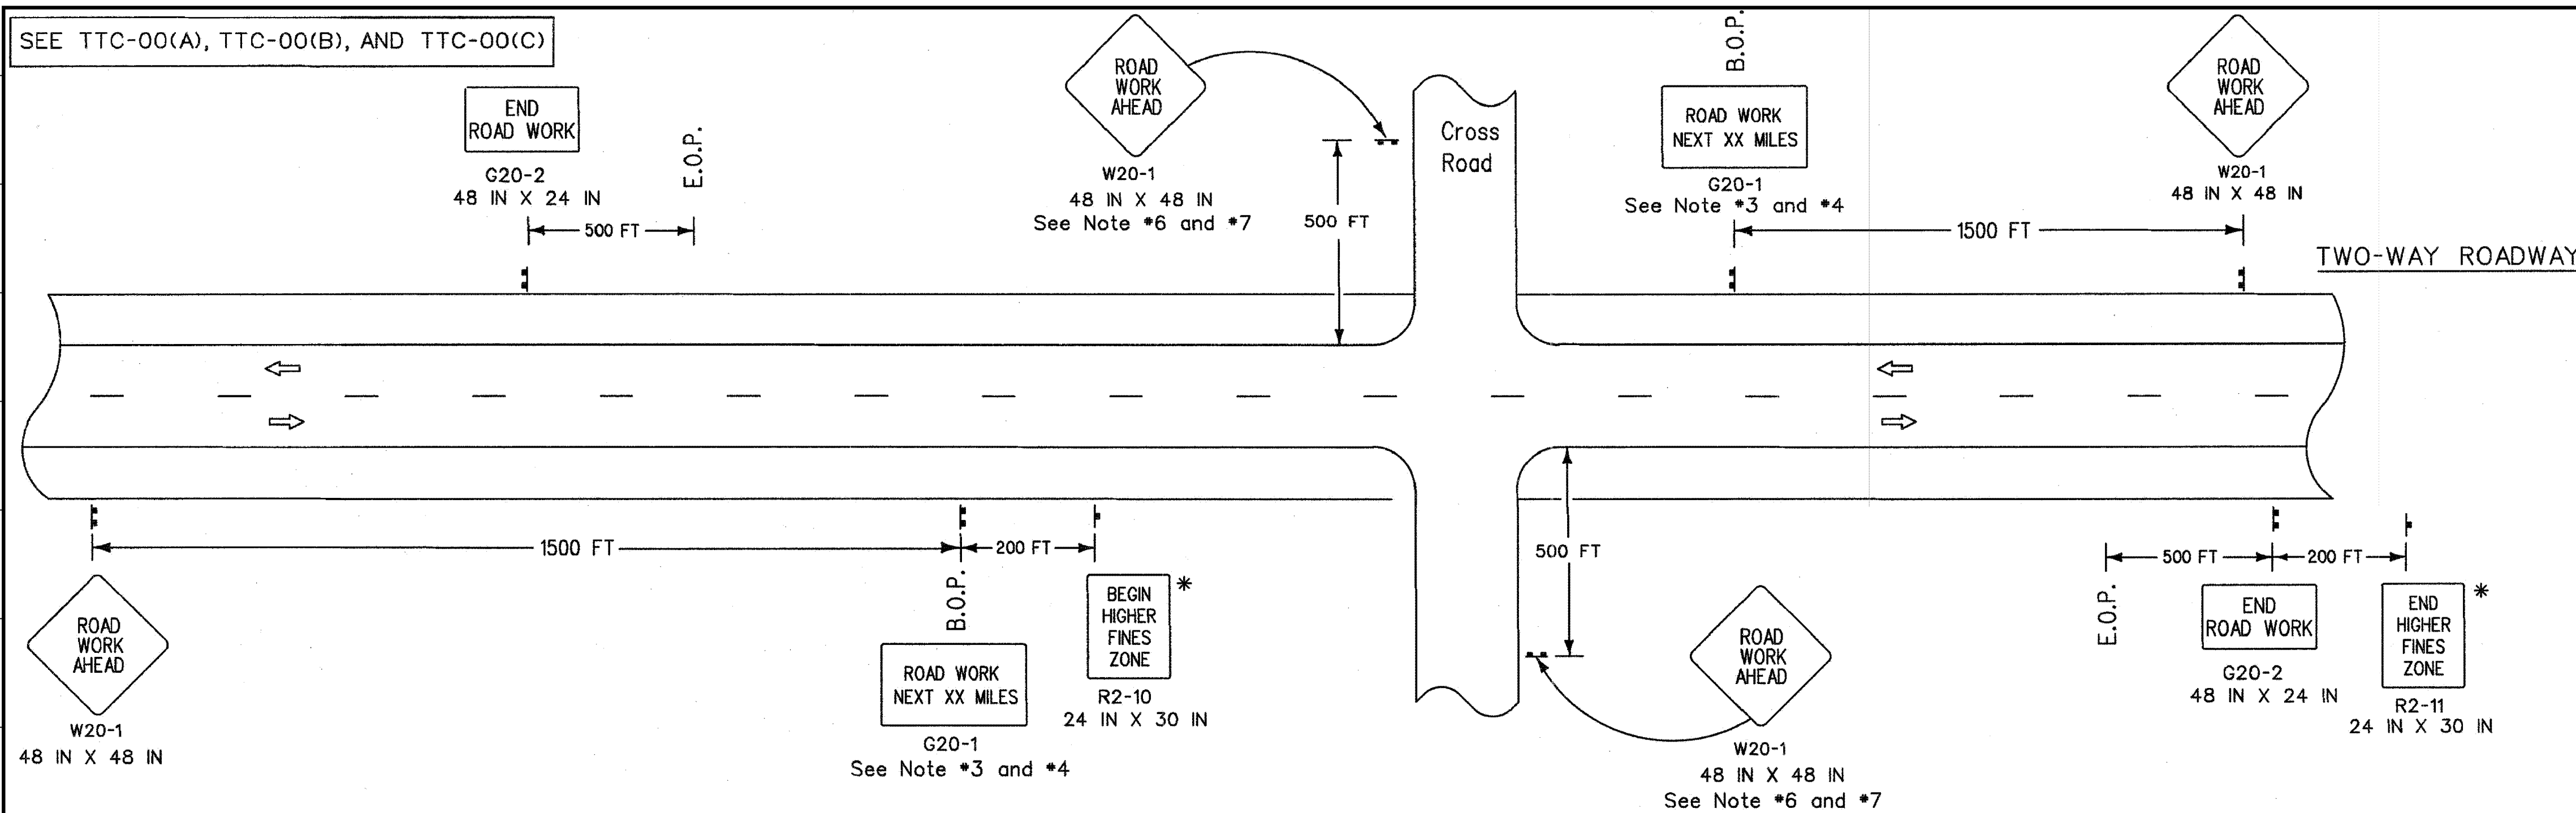 SEE TTC-00(A), TTC-00(B), AND TTC-00(C)
END
ROAD WORK
G20-2
48 IN X 24 IN
500 FT
E.O.P.
ROAD
WORK
AHEAD
W20-1
48 IN X 48 IN
See Note *6 and *7
500 FT
Cross
Road
B.O.P.
ROAD WORK
NEXT XX MILES
G20-1
See Note *3 and *4
1500 FT
ROAD
WORK
AHEAD
W20-1
48 IN X 48 IN
TWO-WAY ROADWAY
1500 FT
ROAD
WORK
AHEAD
W20-1
48 IN X 48 IN
B.O.P.
ROAD WORK
NEXT XX MILES
G20-1
See Note *3 and *4
200 FT
BEGIN
HIGHER
FINES
ZONE
*
R2-10
24 IN X 30 IN
500 FT
ROAD
WORK
AHEAD
W20-1
48 IN X 48 IN
See Note *6 and *7
500 FT
E.O.P.
END
ROAD WORK
G20-2
48 IN X 24 IN
200 FT
END
HIGHER
FINES
ZONE
*
R2-11
24 IN X 30 IN